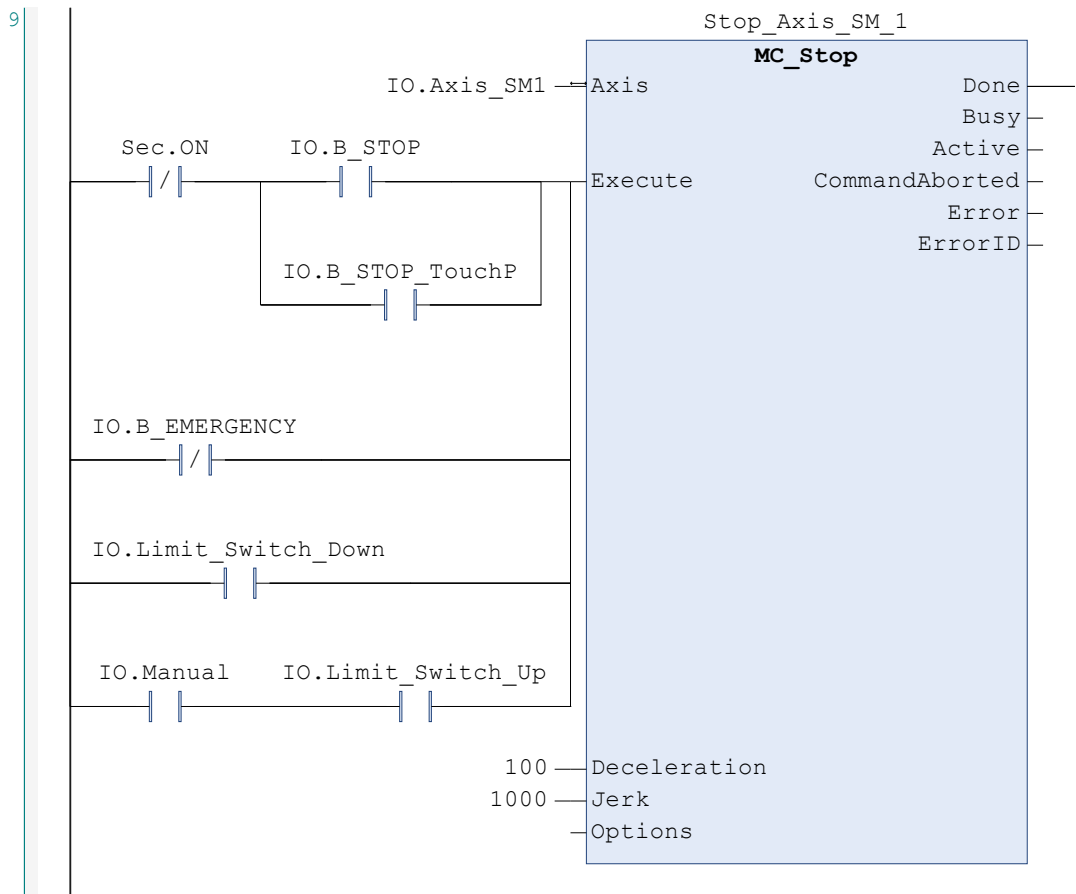 9
Stop_Axis_SM_1
MC_Stop
IO.Axis_SM1 Axis Done
Busy
Sec.ON IO.B_STOP Active
/ Execute CommandAborted
Error
ErrorID
IO.B_STOP_TouchP
IO.B_EMERGENCY
/
IO.Limit_Switch_Down
IO.Manual IO.Limit_Switch_Up
100 Deceleration
1000 Jerk
Options